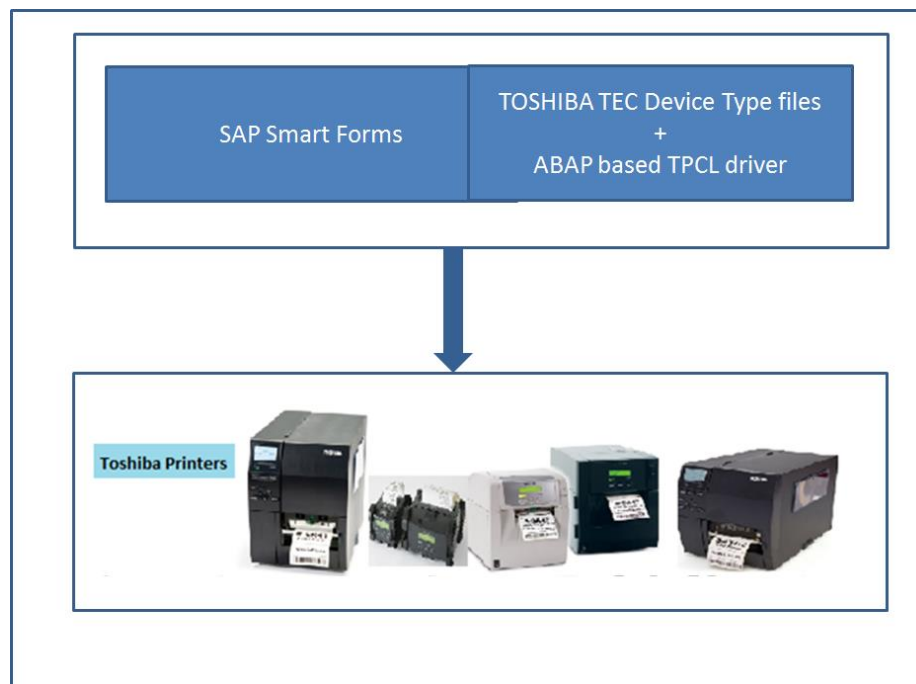 SAP Smart Forms
TOSHIBA TEC Device Type files
+
ABAP based TPCL driver
Toshiba Printers